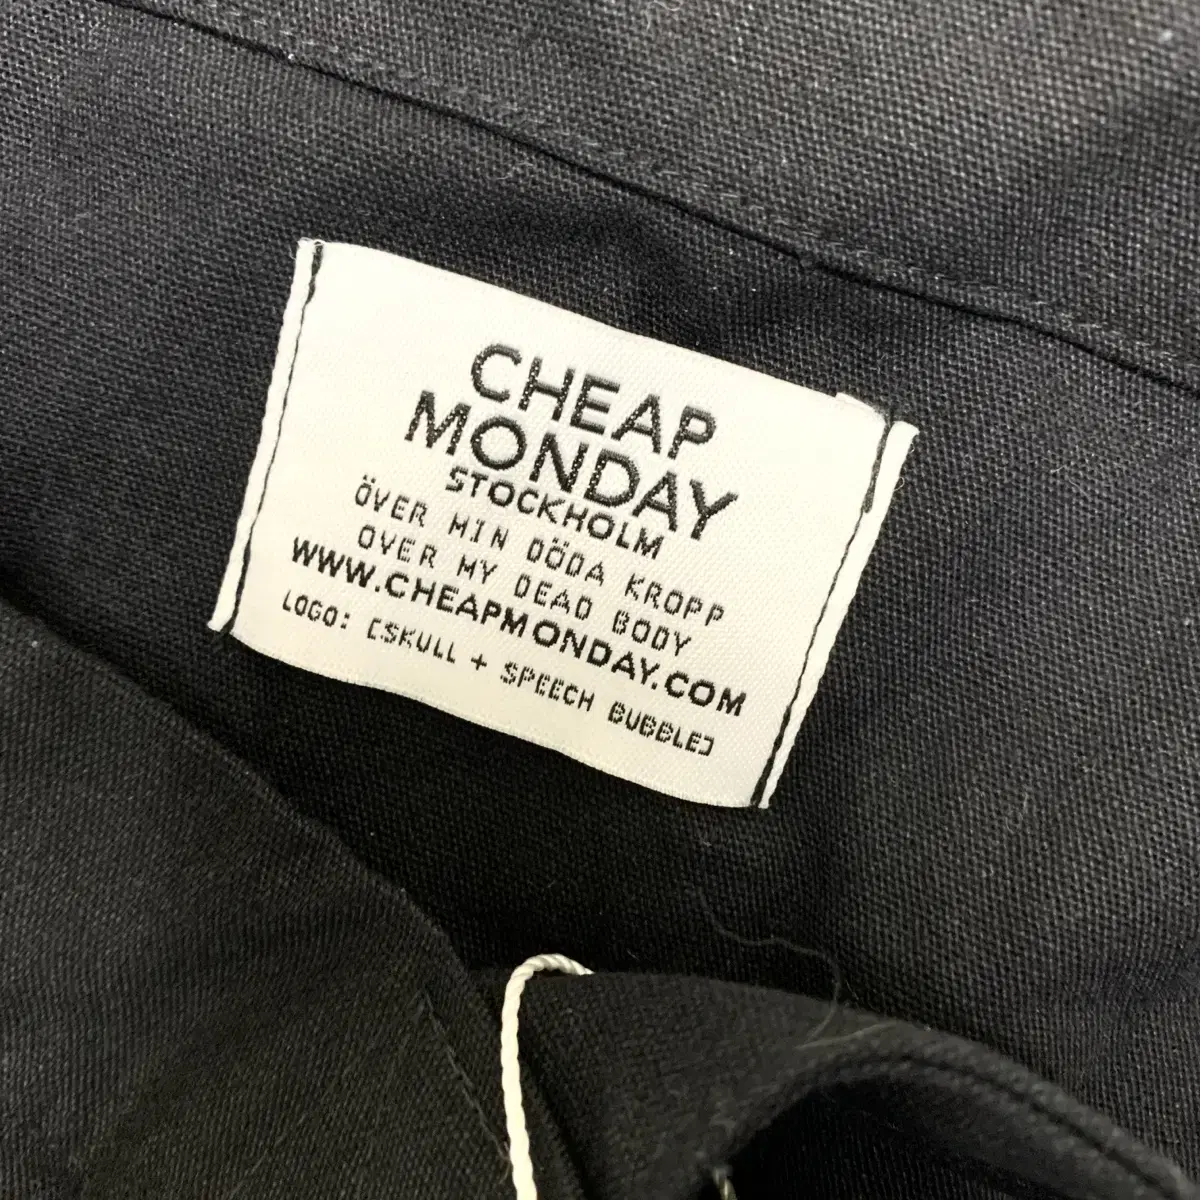 CHEAP
MONDAY
STOCKHOLM
ÖVER MIN DÖDA KROPP
OVER MY DEAD BODY
WWW.CHEAPMONDAY.COM
LOGO: [SKULL + SPEECH BUBBLE]